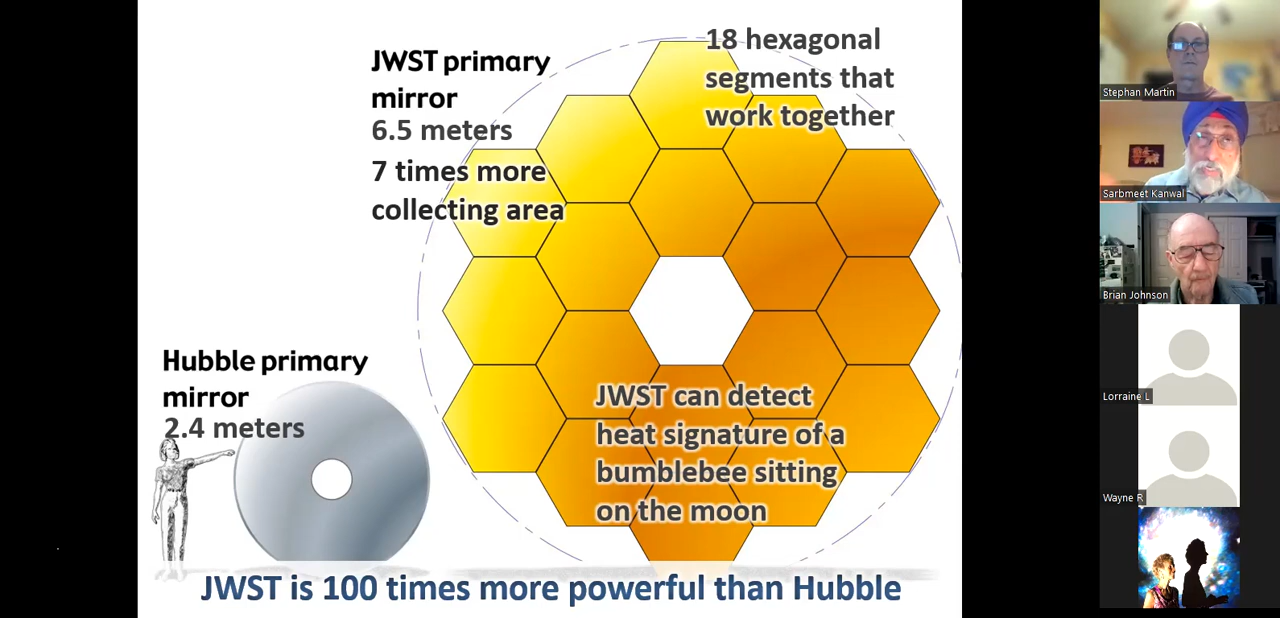 JWST primary
mirror
6.5 meters
7 times more
collecting area
18 hexagonal
segments that
work together
Hubble primary
mirror
2.4 meters
JWST can detect
heat signature of a
bumblebee sitting
on the moon
JWST is 100 times more powerful than Hubble
Stephan Martin
Sarbmeet Kanwal
Brian Johnson
Lorraine L
Wayne R